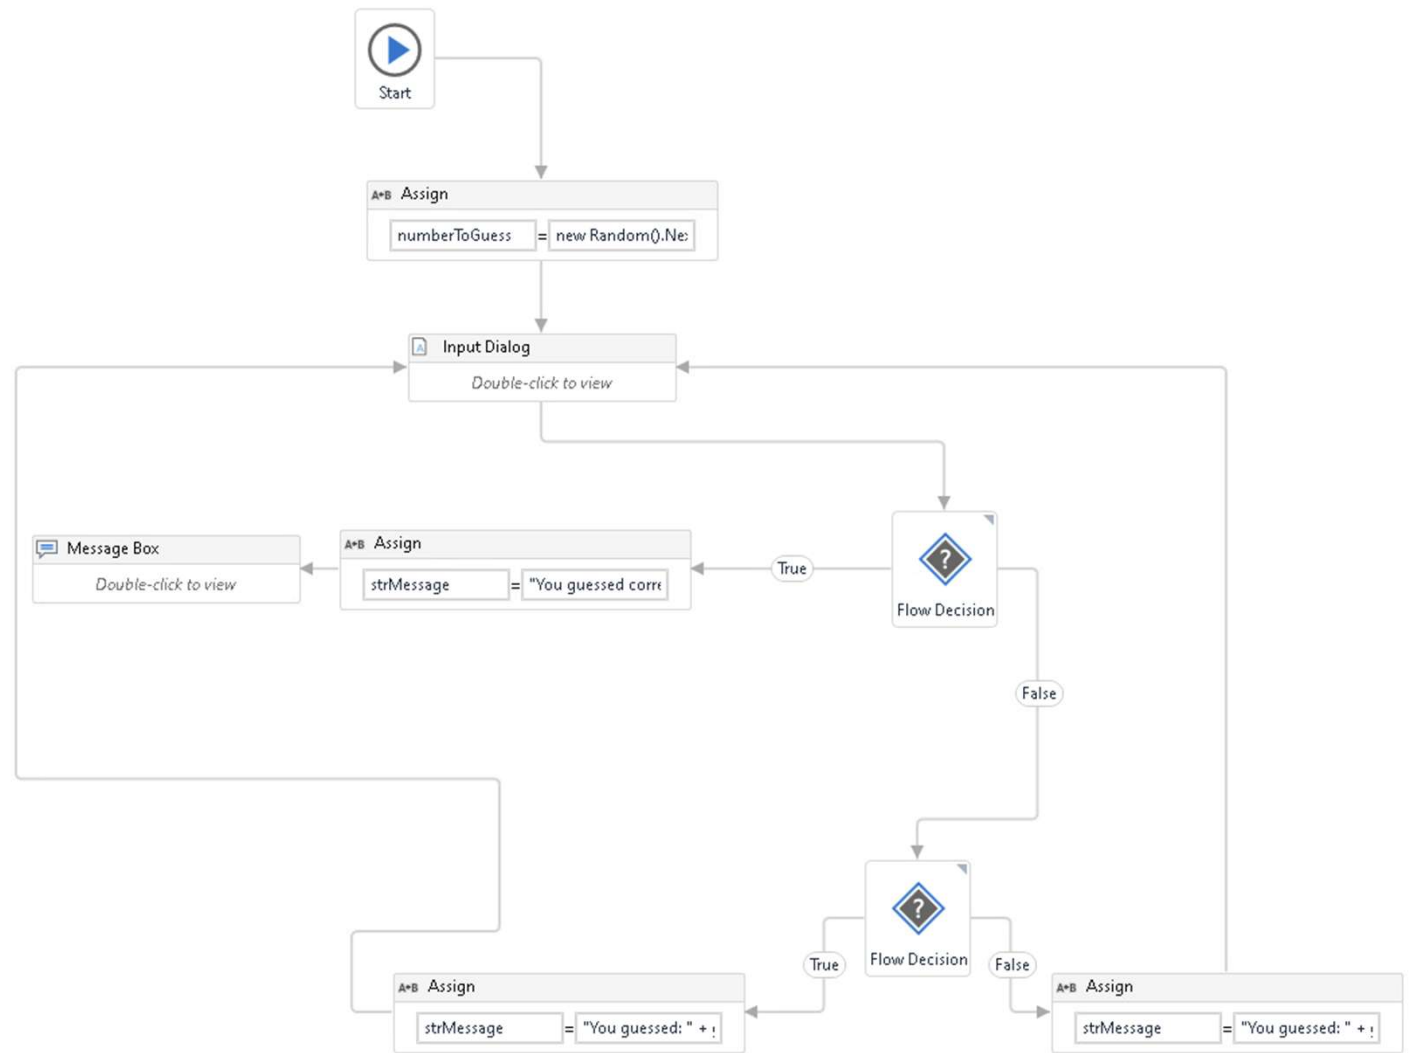 Start
A+B Assign
numberToGuess = new Random().Ne
Input Dialog
Double-click to view
Message Box
Double-click to view
A+B Assign
strMessage = "You guessed corre
True
?
Flow Decision
False
?
Flow Decision
True
False
A+B Assign
strMessage = "You guessed: " +
A+B Assign
strMessage = "You guessed: " +